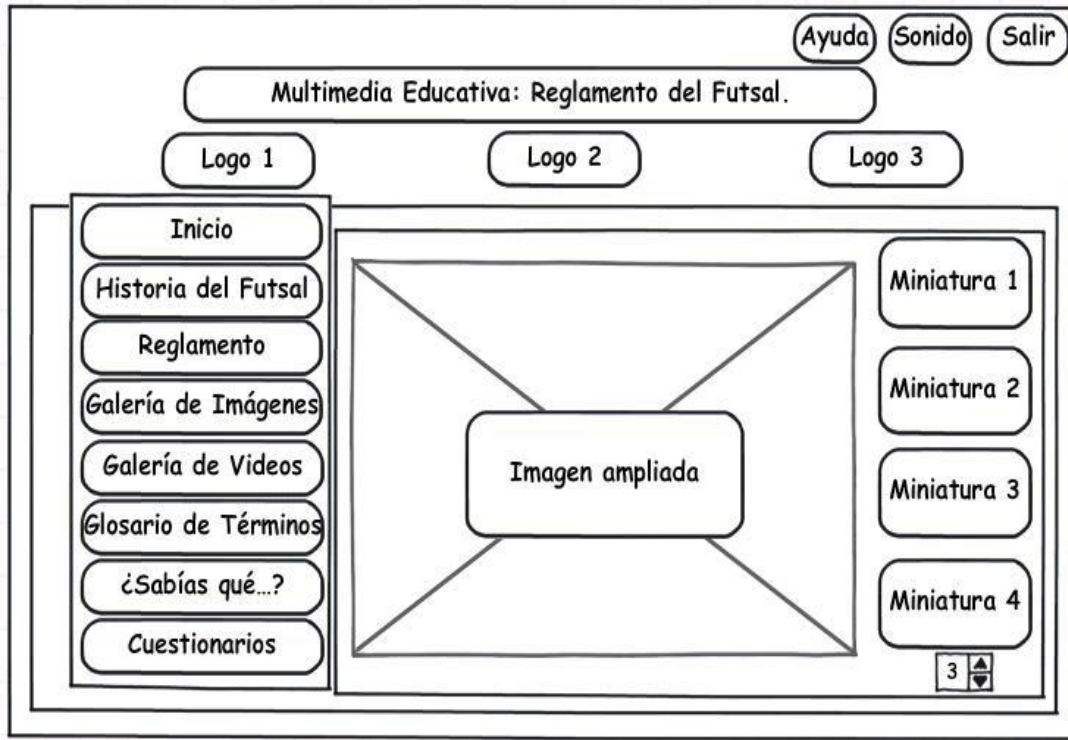 Ayuda
Sonido
Salir
Multimedia Educativa: Reglamento del Futsal.
Logo 1
Logo 2
Logo 3
Inicio
Historia del Futsal
Reglamento
Galería de Imágenes
Galería de Videos
Glosario de Términos
¿Sabías qué...?
Cuestionarios
Imagen ampliada
Miniatura 1
Miniatura 2
Miniatura 3
Miniatura 4
3